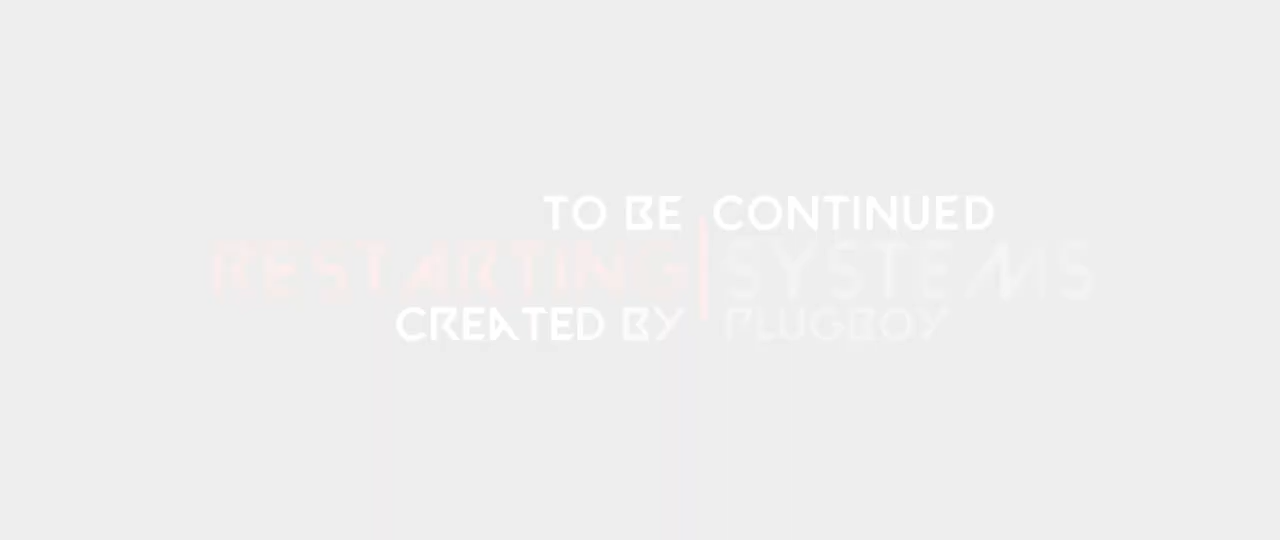 TO BE CONTINUED
RESTARTING SYSTEMS
CREATED BY PLUGBOY